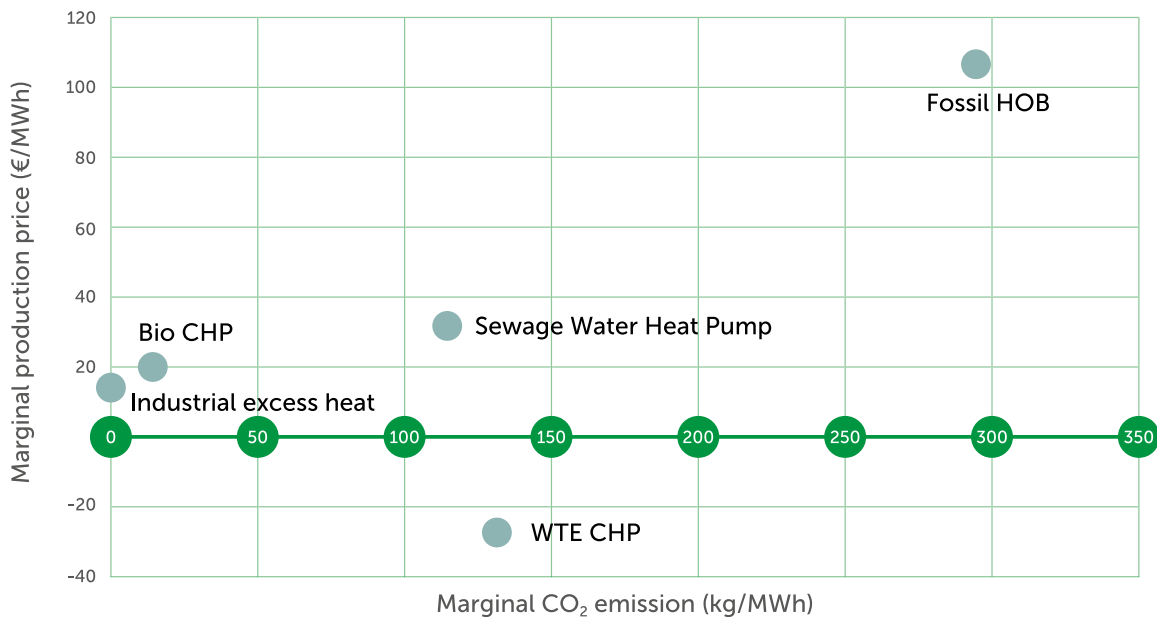 120
100
80
60
40
20
-20
-40
Marginal production price (€/MWh)
Fossil HOB
Sewage Water Heat Pump
Bio CHP
Industrial excess heat
0 50 100 150 200 250 300 350
WTE CHP
Marginal CO₂ emission (kg/MWh)